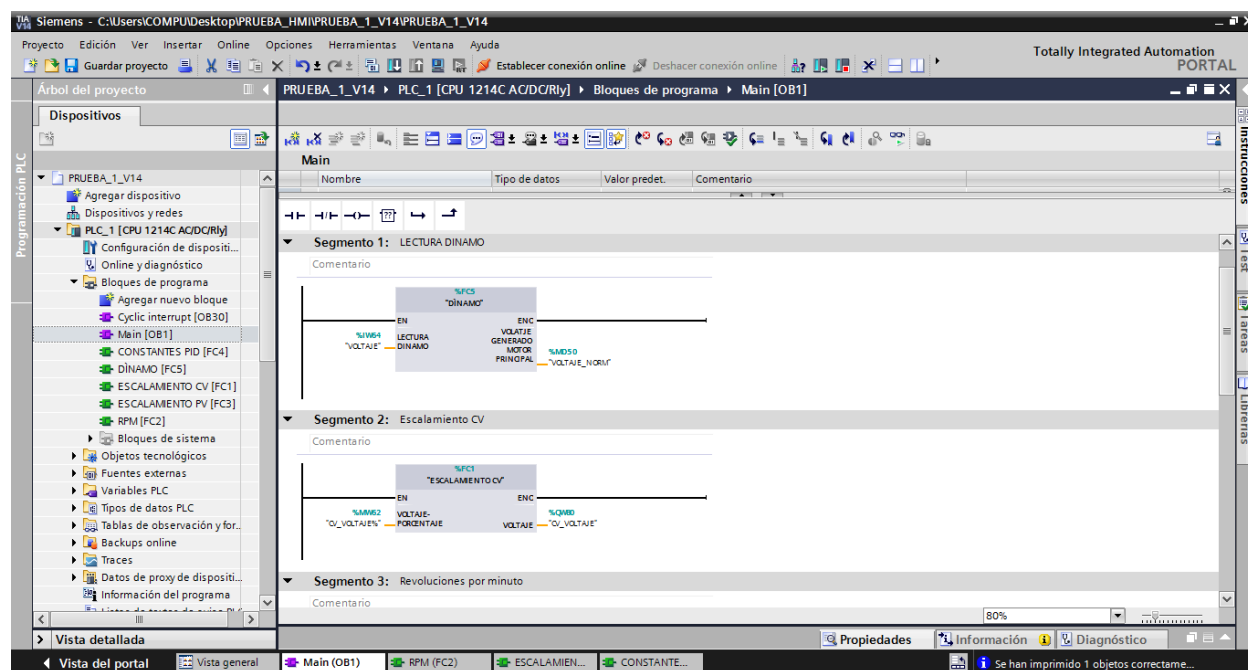 Siemens - C:\Users\COMPU\Desktop\PRUEBA_HMI\PRUEBA_1_V14\PRUEBA_1_V14
Proyecto Edición Ver Insertar Online Opciones Herramientas Ventana Ayuda
Totally Integrated Automation
PORTAL
Guardar proyecto
Establecer conexión online
Deshacer conexión online
Árbol del proyecto
PRUEBA_1_V14 PLC_1 [CPU 1214C AC/DC/Rly] Bloques de programa Main [OB1]
Dispositivos
Programación PLC
PRUEBA_1_V14
Agregar dispositivo
Dispositivos y redes
PLC_1 [CPU 1214C AC/DC/Rly]
Configuración de dispositi...
Online y diagnóstico
Bloques de programa
Agregar nuevo bloque
Cyclic interrupt [OB30]
Main [OB1]
CONSTANTES PID [FC4]
DÌNAMO [FC5]
ESCALAMIENTO CV [FC1]
ESCALAMIENTO PV [FC3]
RPM [FC2]
Bloques de sistema
Objetos tecnológicos
Fuentes externas
Variables PLC
Tipos de datos PLC
Tablas de observación y for..
Backups online
Traces
Datos de proxy de dispositi...
Información del programa
Vista detallada
Main
Nombre Tipo de datos Valor predet. Comentario
Segmento 1: LECTURA DINAMO
Comentario
%FC5
"DÌNAMO"
EN ENO
%IW64
"VOLTAJE"
LECTURA
DINAMO
VOLATJE
GENERADO
MOTOR
PRINCIPAL
%MD50
"VOLTAJE_NORM"
Segmento 2: Escalamiento CV
Comentario
%FC1
"ESCALAMIENTO CV"
EN ENO
%MW62
"CV_VOLTAJE%"
VOLTAJE-
PORCENTAJE
VOLTAJE
%QW80
"CV_VOLTAJE"
Segmento 3: Revoluciones por minuto
Comentario
80%
Propiedades Información Diagnóstico
Instrucciones
Test
Tareas
Librerías
Vista del portal
Vista general
Main (OB1)
RPM (FC2)
ESCALAMIEN...
CONSTANTE...
Se han imprimido 1 objetos correctame...